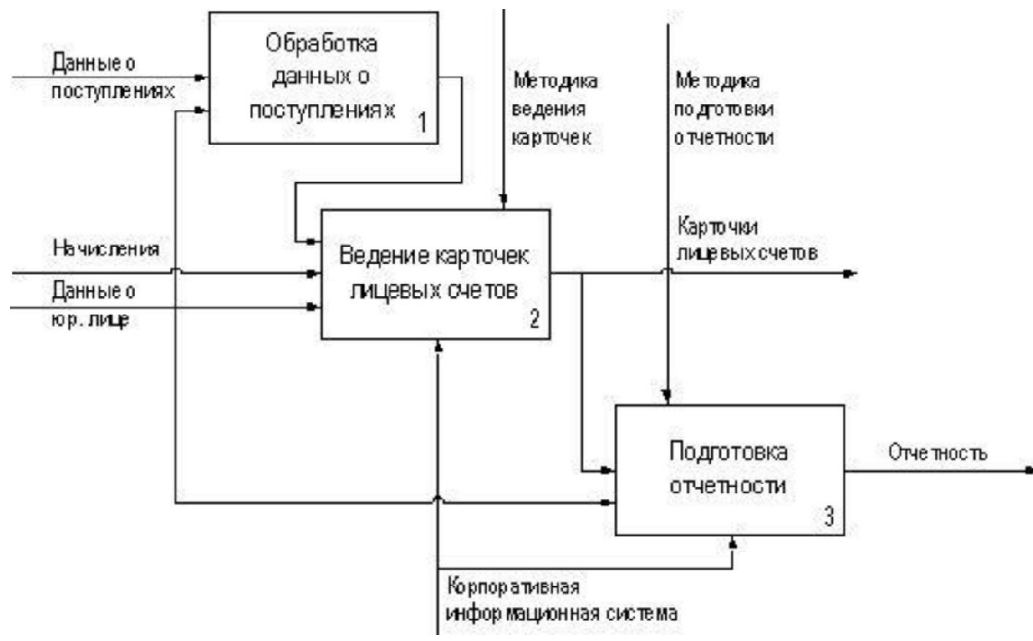 Обработка
данных о
поступлениях
1
Данные о
поступлениях
Методика
ведения
карточек
Методика
подготовки
отчетности
Начисления
Данные о
юр. лице
Ведение карточек
лицевых счетов
2
Карточки
лицевых счетов
Подготовка
отчетности
3
Отчетность
Корпоративная
информационная система